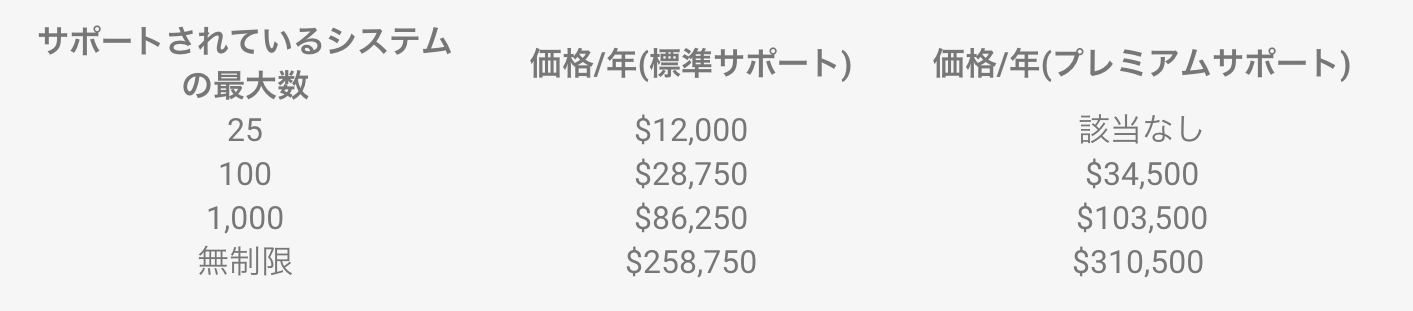 サポートされているシステム
の最大数
価格/年(標準サポート)
価格/年(プレミアムサポート)
25 $12,000 該当なし
100 $28,750 $34,500
1,000 $86,250 $103,500
無制限 $258,750 $310,500